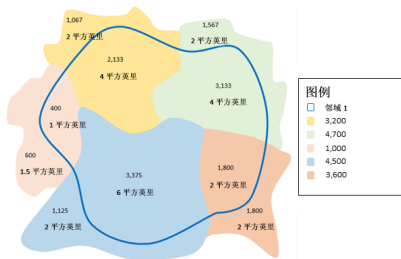 1,067
2 平方英里
1,567
2 平方英里
2,133
4 平方英里
3,133
4 平方英里
400
1 平方英里
600
1.5 平方英里
3,375
6 平方英里
1,800
2 平方英里
1,125
2 平方英里
1,800
2 平方英里
图例
邻域 1
3,200
4,700
1,000
4,500
3,600